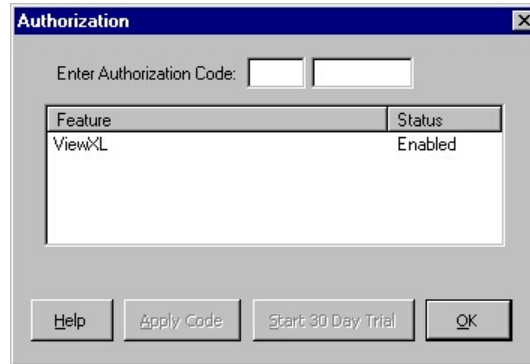 Authorization
Enter Authorization Code:
Feature Status
ViewXL Enabled
Help Apply Code Start 30 Day Trial OK